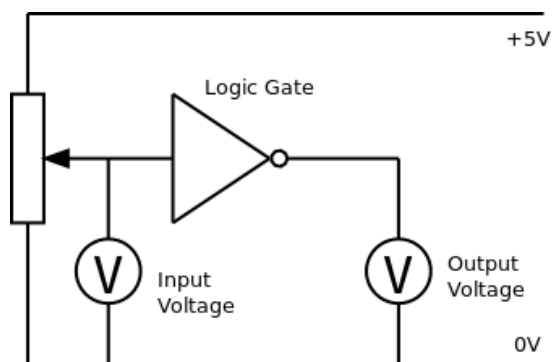 +5V
Logic Gate
V
Input
Voltage
V
Output
Voltage
0V